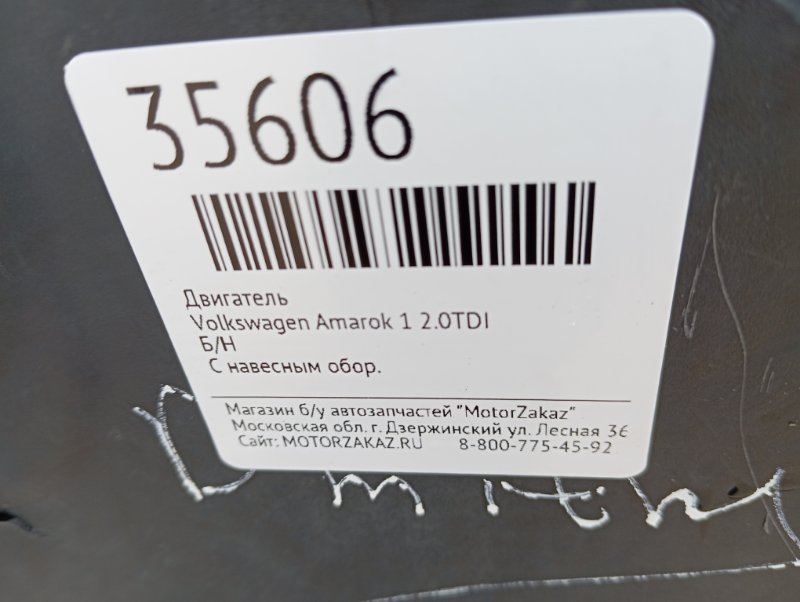 35606
Двигатель
Volkswagen Amarok 1 2.0TDI
Б/Н
С навесным обор.
Магазин б/у автозапчастей "MotorZakaz"
Московская обл. г. Дзержинский ул. Лесная 36
Сайт: MOTORZAKAZ.RU 8-800-775-45-92